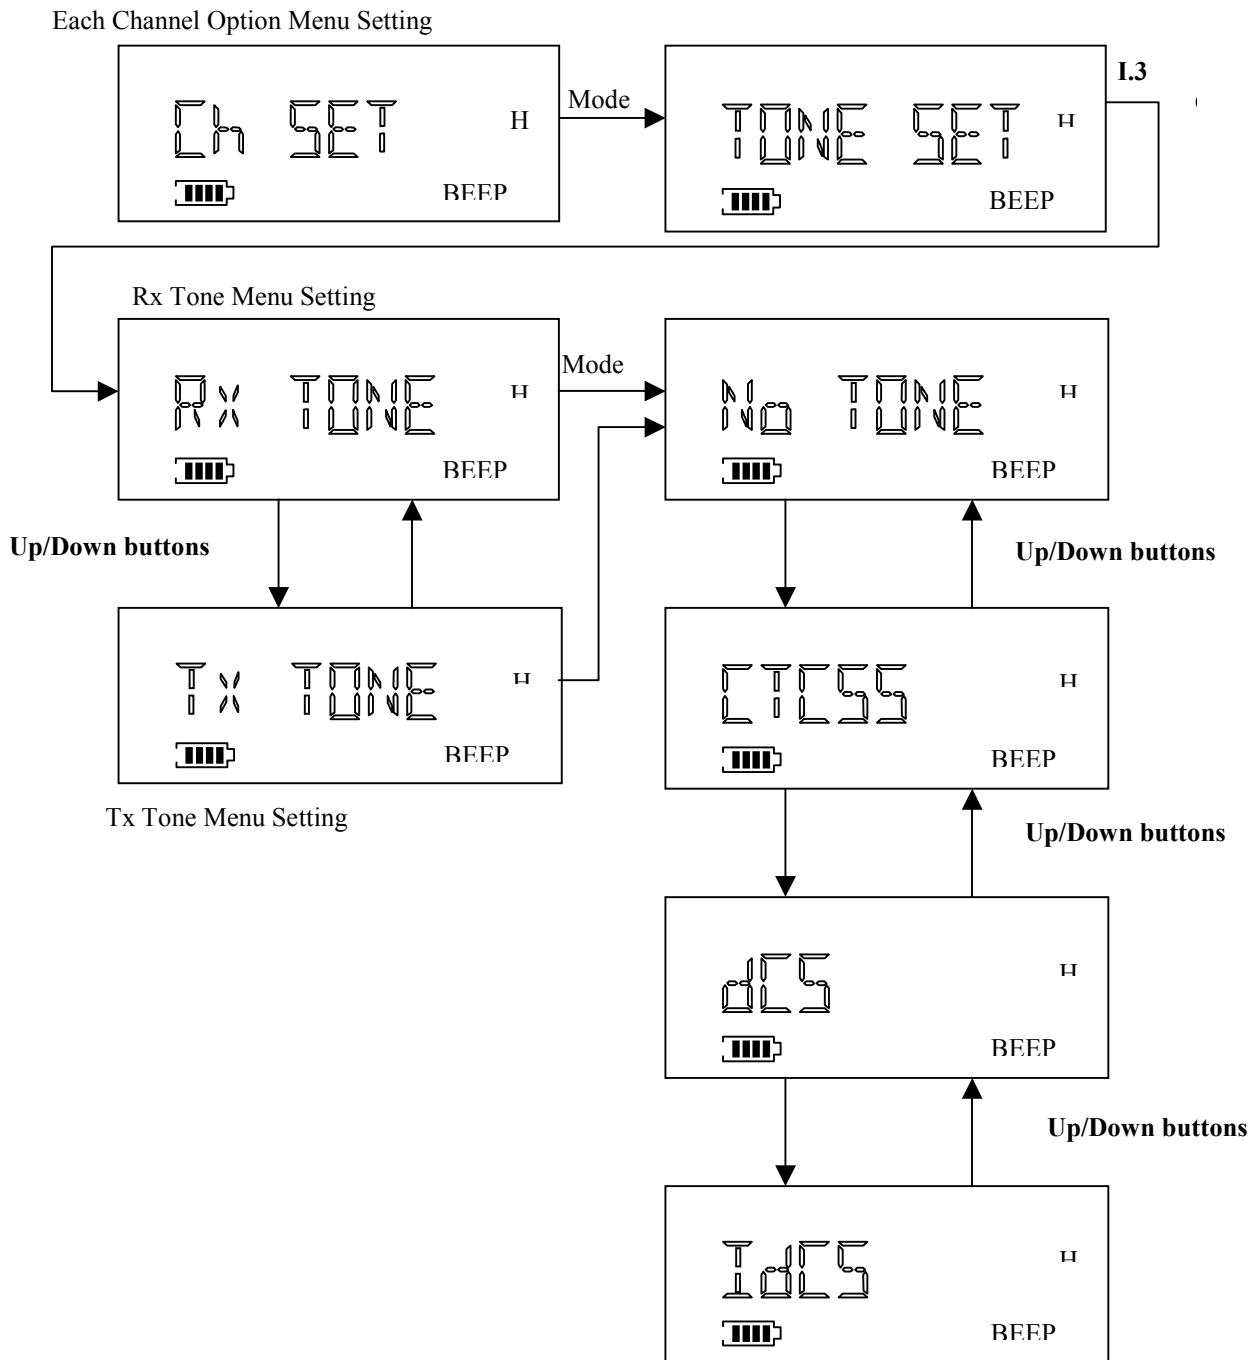 Each Channel Option Menu Setting
Ch SET
H
BEEP
Mode
TONE SET
H
BEEP
I.3
Rx Tone Menu Setting
Rx TONE
H
BEEP
Mode
No TONE
H
BEEP
Up/Down buttons
Up/Down buttons
Tx TONE
H
BEEP
CTCSS
H
BEEP
Tx Tone Menu Setting
Up/Down buttons
dCS
H
BEEP
Up/Down buttons
IdCS
H
BEEP